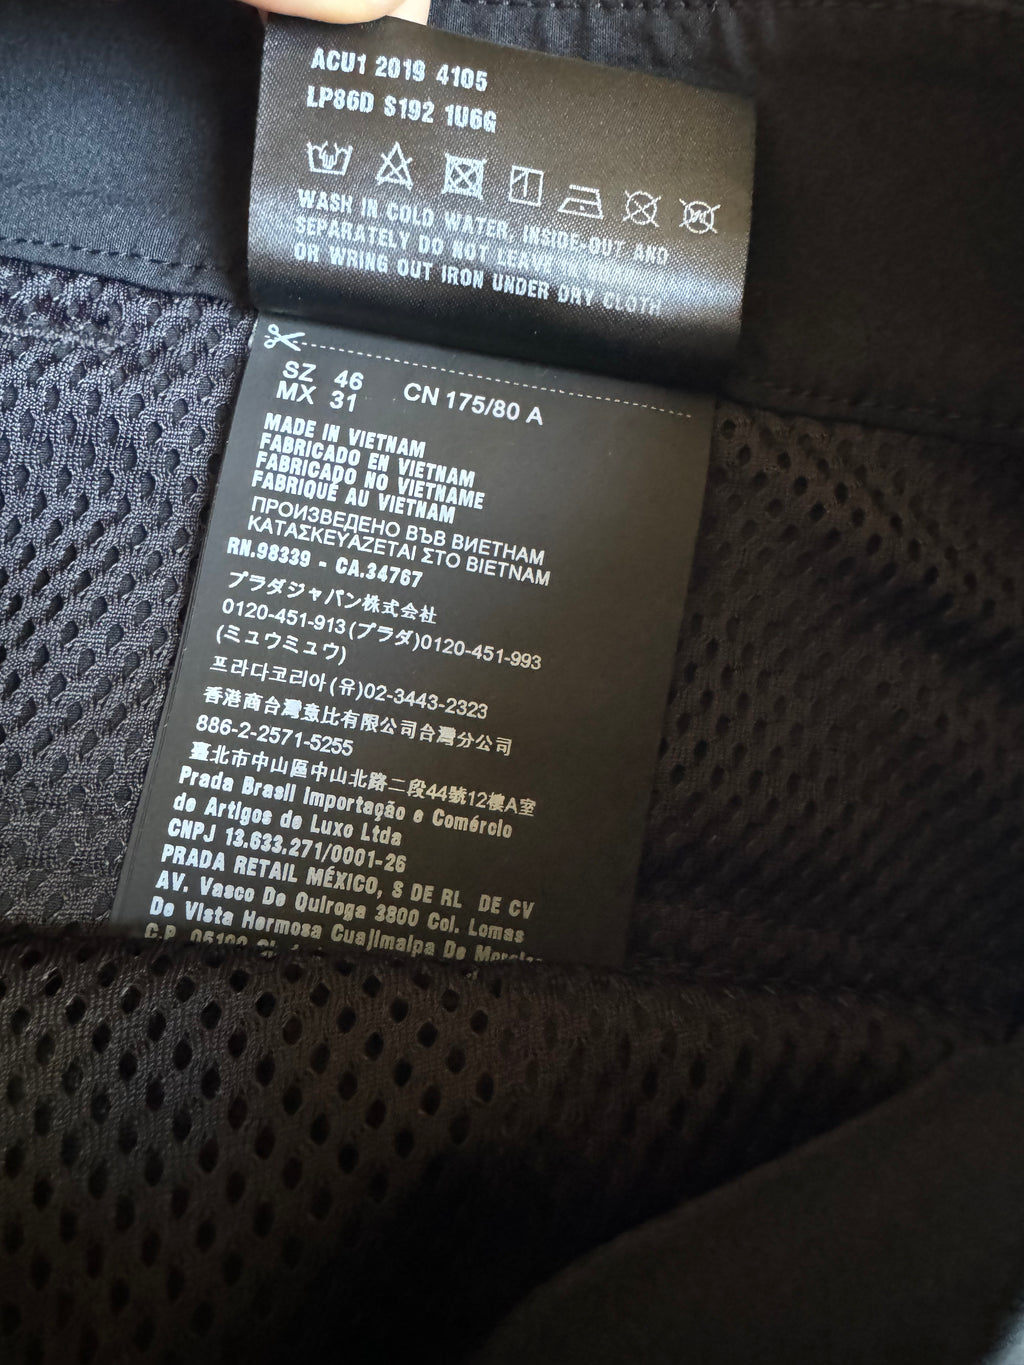 ACU1 2019 4105
LP86D S192 1U6G
WASH IN COLD WATER, INSIDE-OUT AND
SEPARATELY DO NOT LEAVE
OR WRING OUT IRON UNDER DRY CLOTH
SZ 46 CN 175/80 A
MX 31
MADE IN VIETNAM
FABRICADO EN VIETNAM
FABRICADO NO VIETNAME
FABRIQUÉ AU VIETNAM
ПРОИЗВЕДЕНО ВЪВ ВИЕТНАМ
ΚΑΤΑΣΚΕΥΑΖΕΤΑΙ ΣΤΟ ΒΙΕΤΝΑΜ
RN.98339 - CA.34767
プラダジャパン株式会社
0120-451-913(プラダ)0120-451-993
(ミュウミュウ)
프라다코리아(유)02-3443-2323
香港商台灣意比有限公司台灣分公司
886-2-2571-5255
臺北市中山區中山北路二段44號12樓A室
Prada Brasil Importação e Comércio
de Artigos de Luxo Ltda
CNPJ 13.633.271/0001-26
PRADA RETAIL MÉXICO, S DE RL DE CV
AV. Vasco De Quiroga 3800 Col. Lomas
De Vista Hermosa Cuajimalpa De Morelos
C.P.